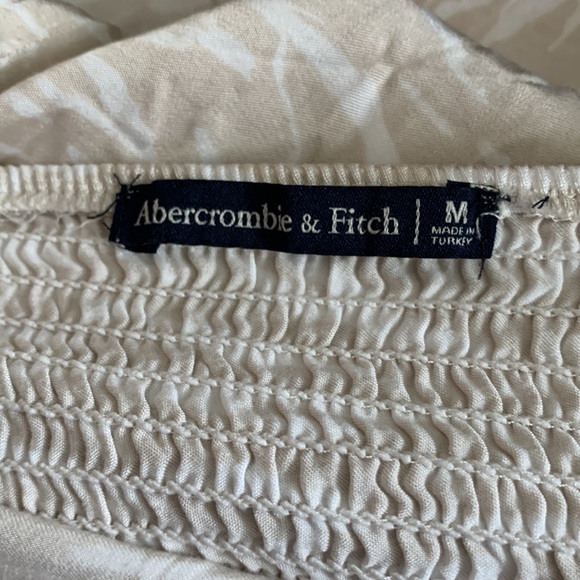 Abercrombie & Fitch | M
MADE IN
TURKEY